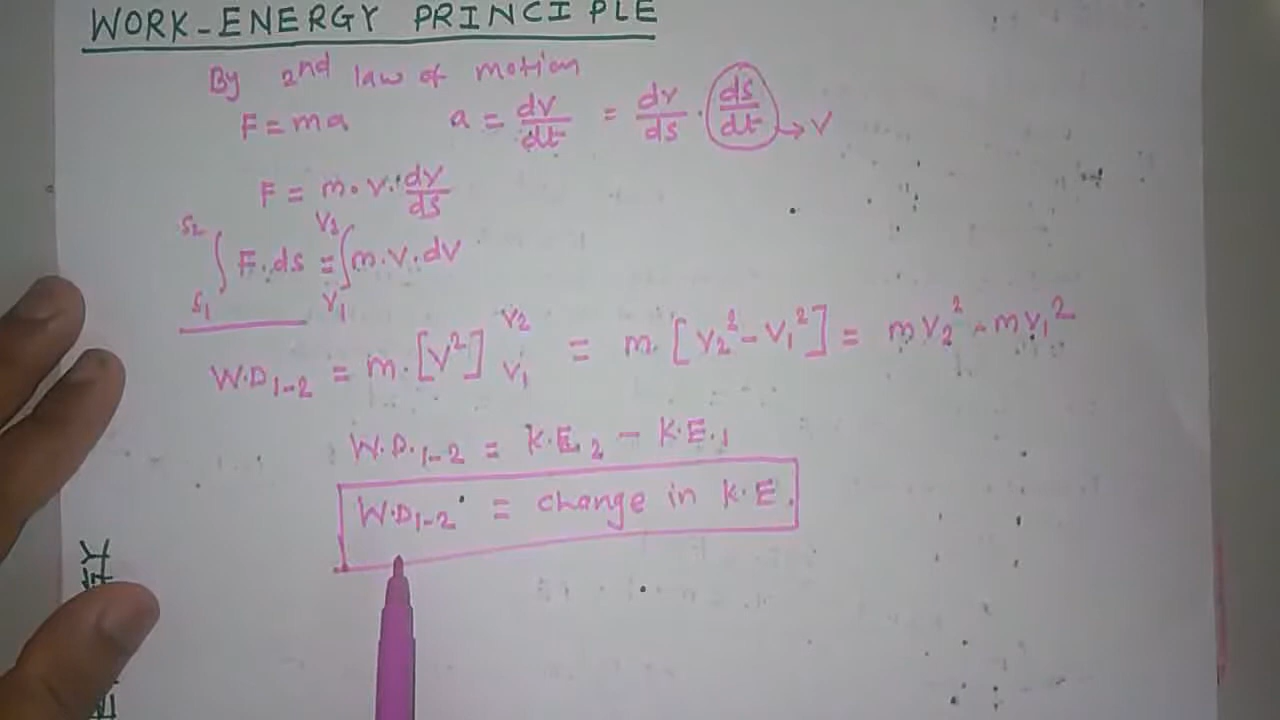 WORK-ENERGY PRINCIPLE
By 2nd law of motion
F = ma a = dv/dt = dv/ds · ds/dt → V
F = m. v. dv/ds
∫ S1 S2 F. ds = ∫ V1 V2 m. v. dv
W.D1-2 = m. [V²] V2 V1 = m. [V2² - V1²] = mV2² - mV1²
W.D.1-2 = K.E.2 - K.E.1
W.D1-2 = change in K.E.